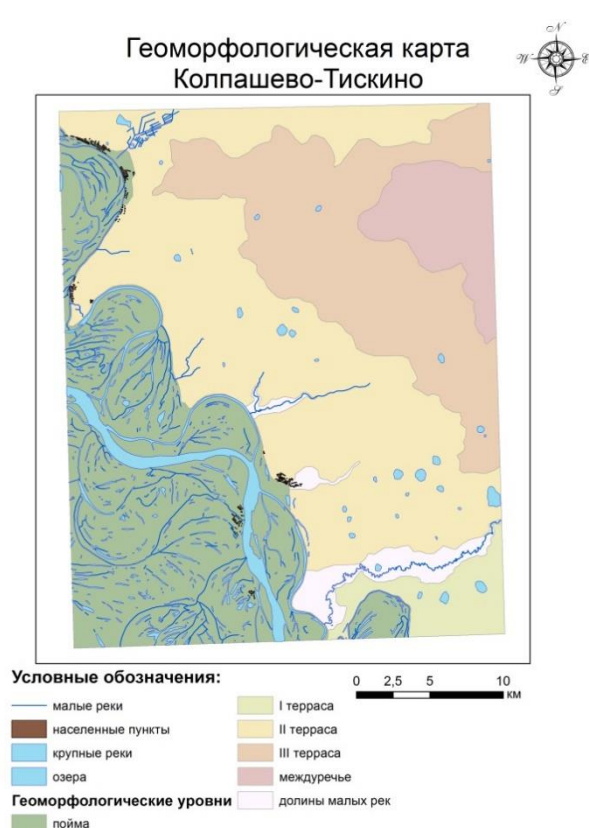 Геоморфологическая карта
Колпашево-Тискино
N
W
E
S
Условные обозначения:
малые реки
населенные пункты
крупные реки
озера
Геоморфологические уровни
пойма
0 2,5 5 10
км
I терраса
II терраса
III терраса
междуречье
долины малых рек